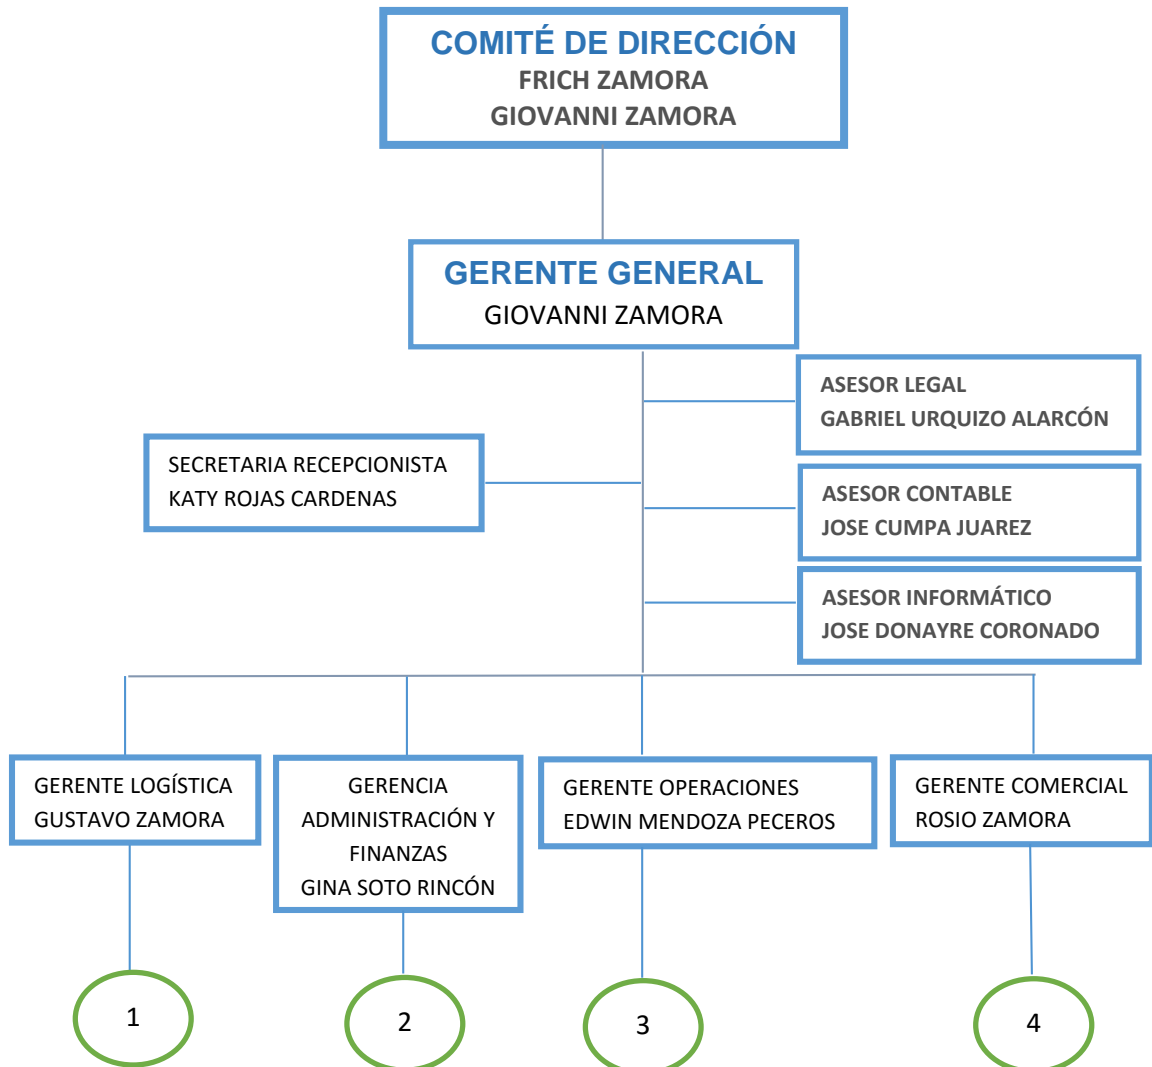 COMITÉ DE DIRECCIÓN
FRICH ZAMORA
GIOVANNI ZAMORA
GERENTE GENERAL
GIOVANNI ZAMORA
ASESOR LEGAL
GABRIEL URQUIZO ALARCÓN
SECRETARIA RECEPCIONISTA
KATY ROJAS CARDENAS
ASESOR CONTABLE
JOSE CUMPA JUAREZ
ASESOR INFORMÁTICO
JOSE DONAYRE CORONADO
GERENTE LOGÍSTICA
GUSTAVO ZAMORA
GERENCIA
ADMINISTRACIÓN Y
FINANZAS
GINA SOTO RINCÓN
GERENTE OPERACIONES
EDWIN MENDOZA PECEROS
GERENTE COMERCIAL
ROSIO ZAMORA
1
2
3
4